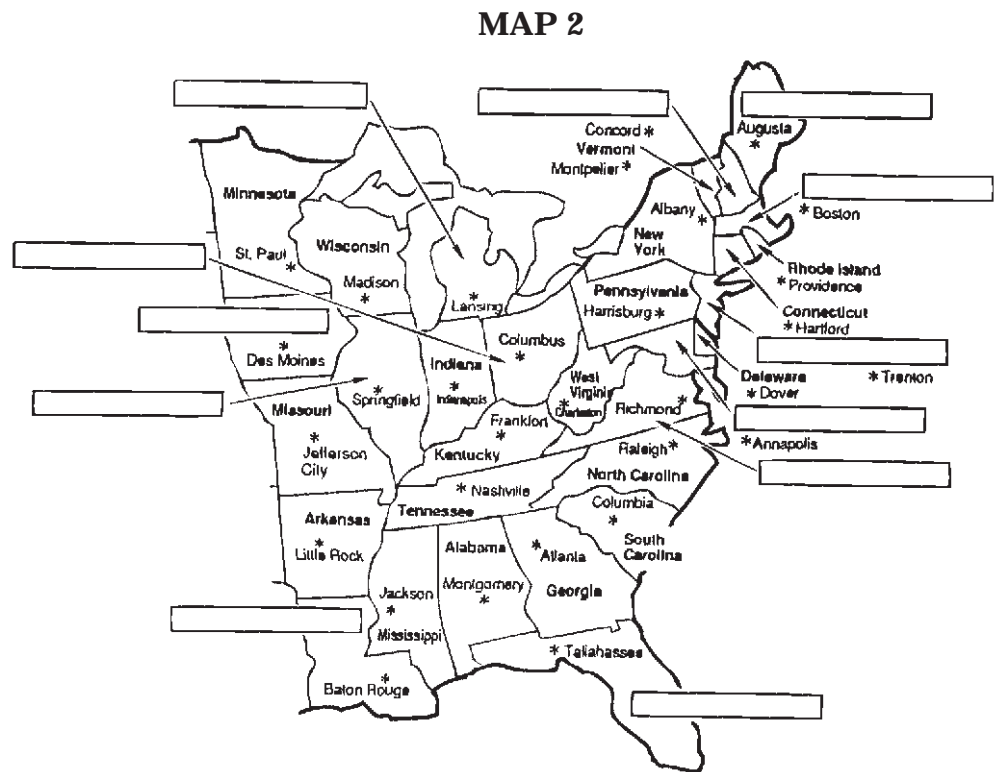 MAP 2
Concord *
Vermont
Montpelier *
Augusta
*
Minnesota
St. Paul
*
Wisconsin
Madison
*
Lansing
*
Albany
*
New
York
* Boston
Rhode Island
* Providence
Connecticut
* Hartford
Pennsylvania
Harrisburg *
Des Moines
*
Columbus
*
Indiana
*
Indianapolis
West
Virginia
*
Charleston
Delaware
* Dover
* Trenton
Missouri
*
Jefferson
City
*
Springfield
Frankfort
*
Kentucky
Richmond *
* Annapolis
Raleigh *
North Carolina
* Nashville
Tennessee
Columbia
*
South
Carolina
Arkansas
*
Little Rock
Alabama
Montgomery
*
* Atlanta
Georgia
Jackson
*
Mississippi
* Tallahassee
Baton Rouge
*